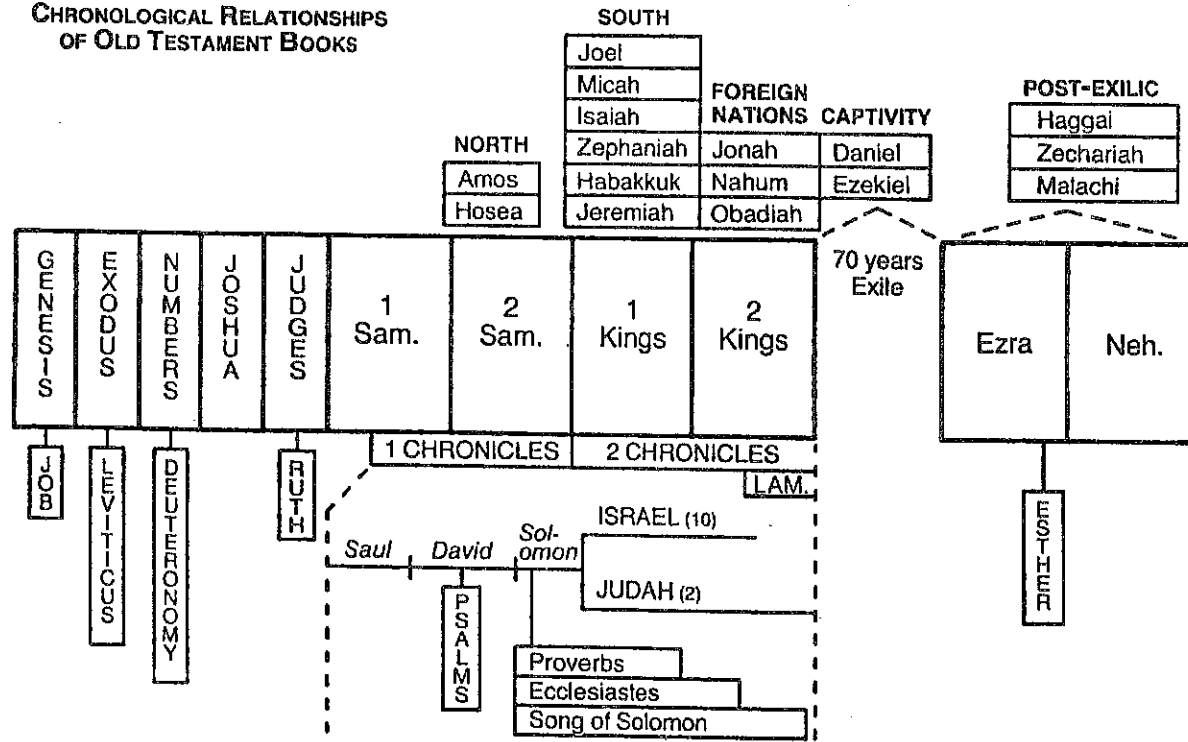 CHRONOLOGICAL RELATIONSHIPS
OF OLD TESTAMENT BOOKS
SOUTH
Joel
Micah
Isaiah
Zephaniah
Habakkuk
Jeremiah
FOREIGN
NATIONS
Jonah
Nahum
Obadiah
CAPTIVITY
Daniel
Ezekiel
POST-EXILIC
Haggai
Zechariah
Malachi
NORTH
Amos
Hosea
GENESIS
EXODUS
NUMBERS
JOSHUA
JUDGES
1
Sam.
2
Sam.
1
Kings
2
Kings
70 years
Exile
Ezra
Neh.
1 CHRONICLES
2 CHRONICLES
LAM.
JOB
LEVITICUS
DEUTERONOMY
RUTH
ESTHER
Saul
David
Sol-
omon
ISRAEL (10)
JUDAH (2)
PSALMS
Proverbs
Ecclesiastes
Song of Solomon